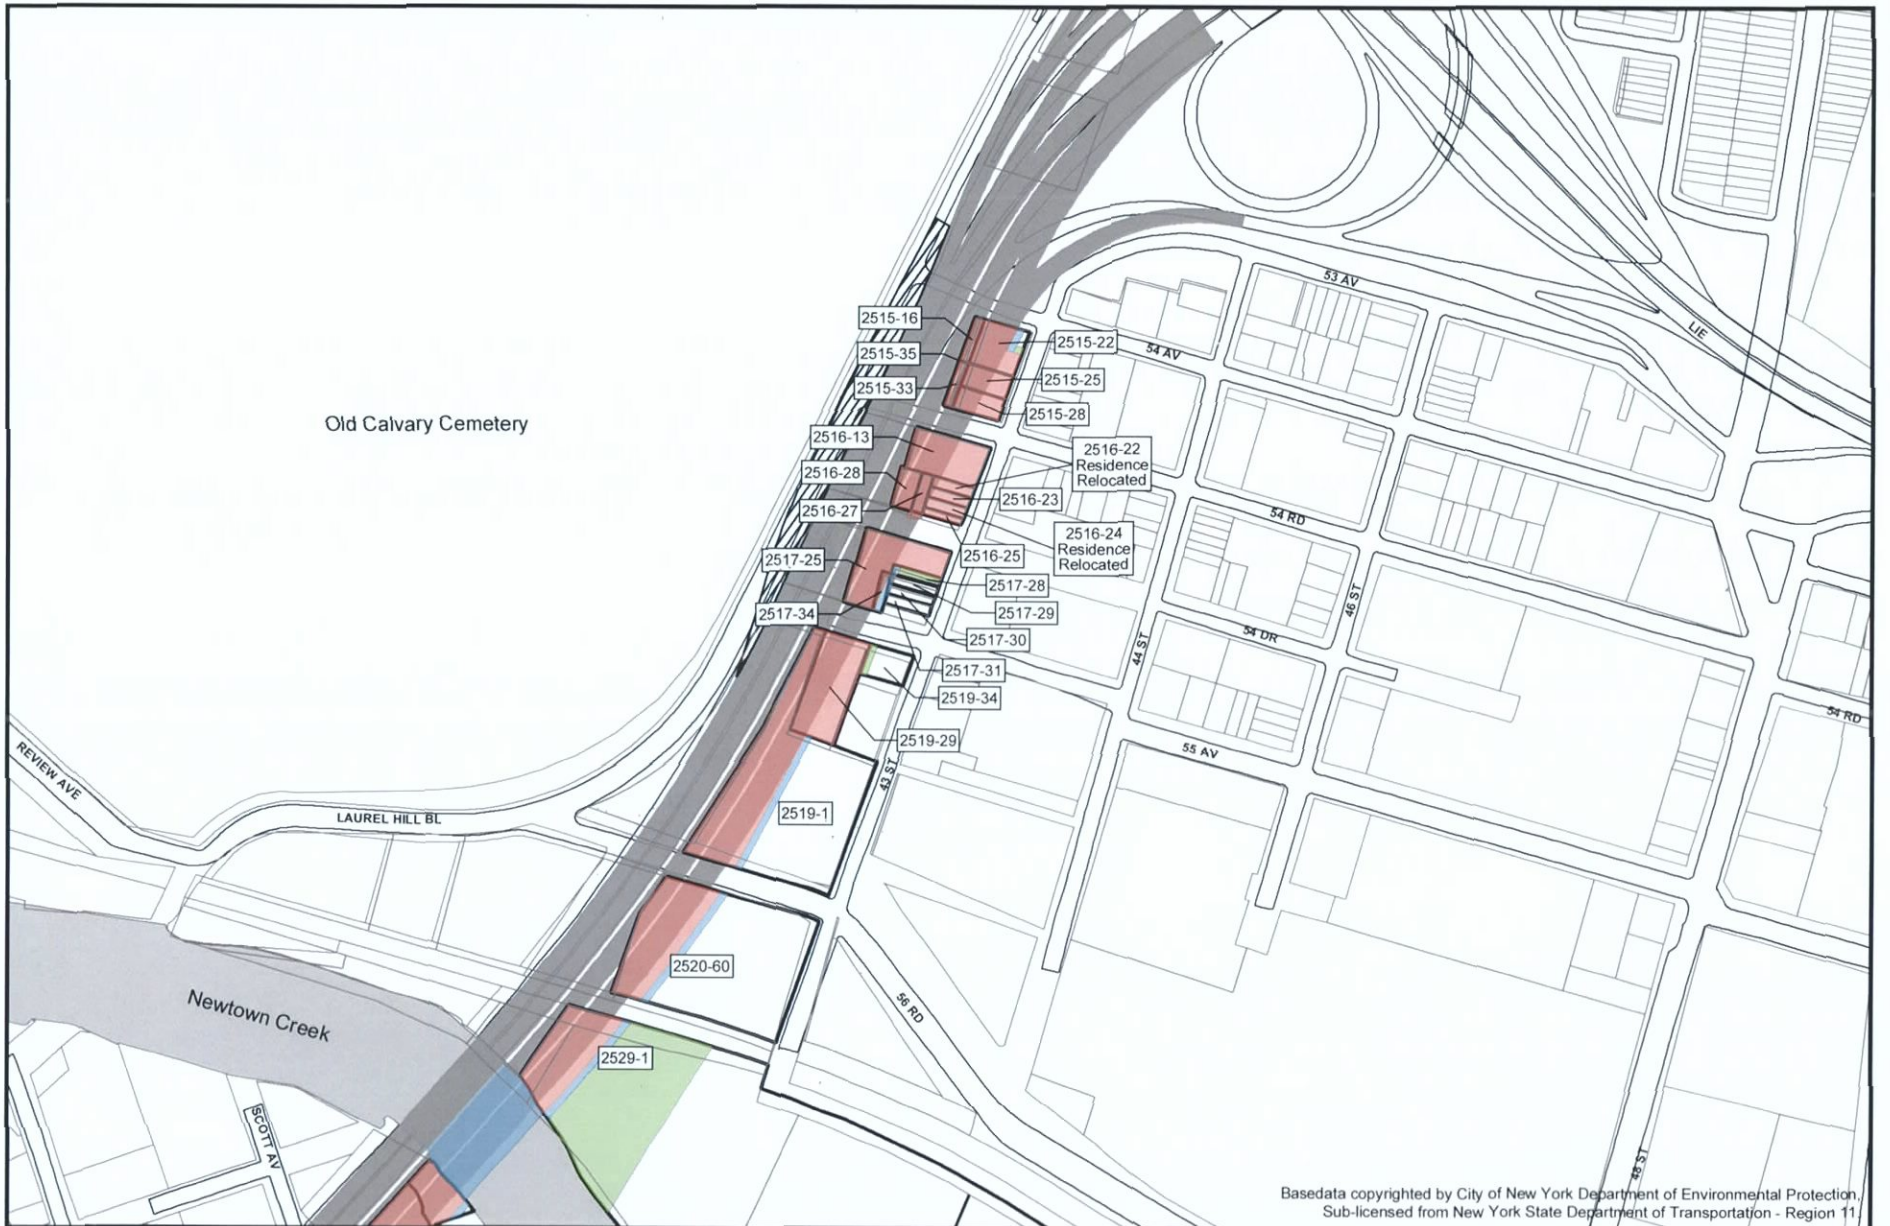 53 AV
LIE
2515-16
2515-22
2515-35
54 AV
2515-25
2515-33
2515-28
Old Calvary Cemetery
2516-13
2516-22
Residence
Relocated
2516-28
2516-23
2516-27
54 RD
2516-24
Residence
Relocated
2516-25
2517-25
2517-28
46 ST
2517-29
2517-34
2517-30
54 DR
44 ST
2517-31
2519-34
54 RD
2519-29
55 AV
REVIEW AVE
43 ST
2519-1
LAUREL HILL BL
2520-60
56 RD
Newtown Creek
2529-1
SCOTT AV
48 ST
Basedata copyrighted by City of New York Department of Environmental Protection,
Sub-licensed from New York State Department of Transportation - Region 11.